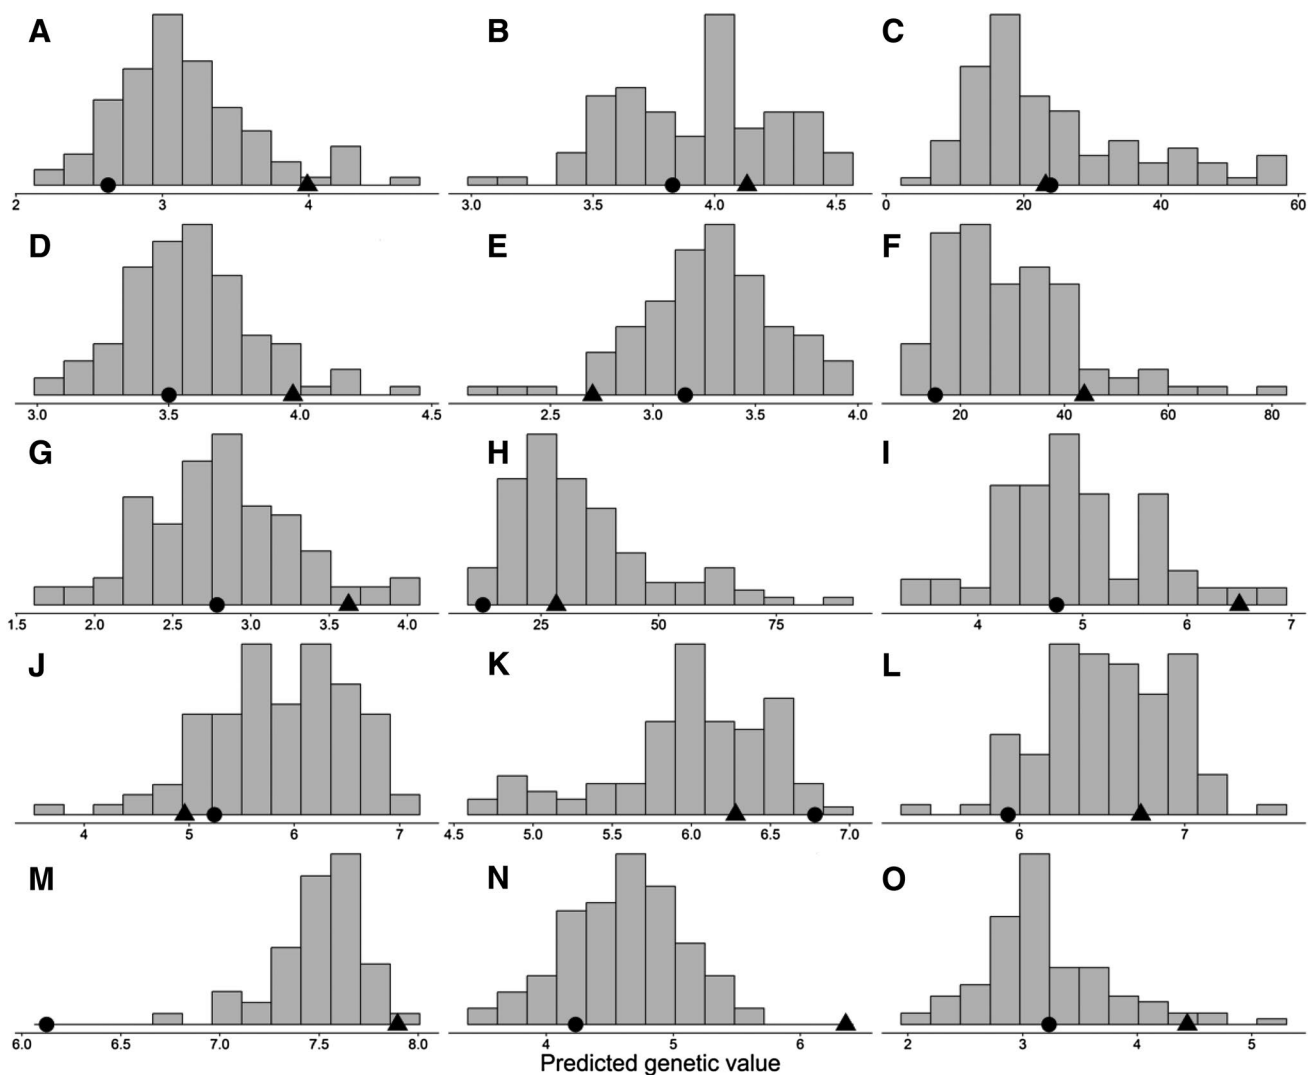 A B C
2 3 4 3.0 3.5 4.0 4.5 0 20 40 60
D E F
3.0 3.5 4.0 4.5 2.5 3.0 3.5 4.0 20 40 60 80
G H I
1.5 2.0 2.5 3.0 3.5 4.0 25 50 75 4 5 6 7
J K L
4 5 6 7 4.5 5.0 5.5 6.0 6.5 7.0 6 7
M N O
6.0 6.5 7.0 7.5 8.0 4 5 6 2 3 4 5
Predicted genetic value